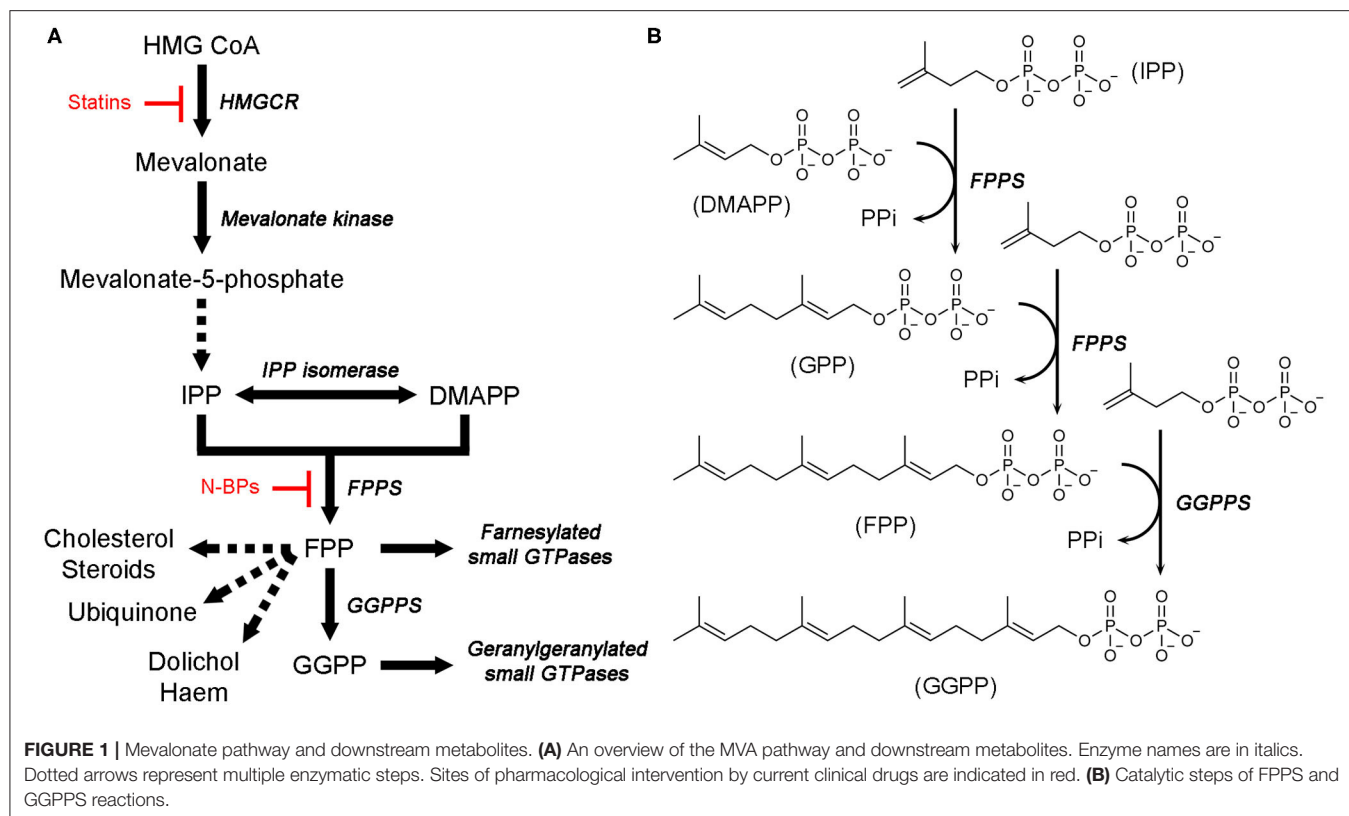 A
HMG CoA
Statins
HMGCR
Mevalonate
Mevalonate kinase
Mevalonate-5-phosphate
IPP isomerase
IPP
DMAPP
N-BPs
FPPS
Cholesterol
Steroids
FPP
Farnesylated
small GTPases
Ubiquinone
GGPPS
Dolichol
Haem
GGPP
Geranylgeranylated
small GTPases
B
O O
O P O P O⁻
O⁻ O⁻
(IPP)
O O
O P O P O⁻
O⁻ O⁻
(DMAPP)
FPPS
PPi
O O
O P O P O⁻
O⁻ O⁻
O O
O P O P O⁻
O⁻ O⁻
(GPP)
FPPS
PPi
O O
O P O P O⁻
O⁻ O⁻
O O
O P O P O⁻
O⁻ O⁻
(FPP)
GGPPS
PPi
O O
O P O P O⁻
O⁻ O⁻
(GGPP)
FIGURE 1 | Mevalonate pathway and downstream metabolites. (A) An overview of the MVA pathway and downstream metabolites. Enzyme names are in italics.
Dotted arrows represent multiple enzymatic steps. Sites of pharmacological intervention by current clinical drugs are indicated in red. (B) Catalytic steps of FPPS and
GGPPS reactions.